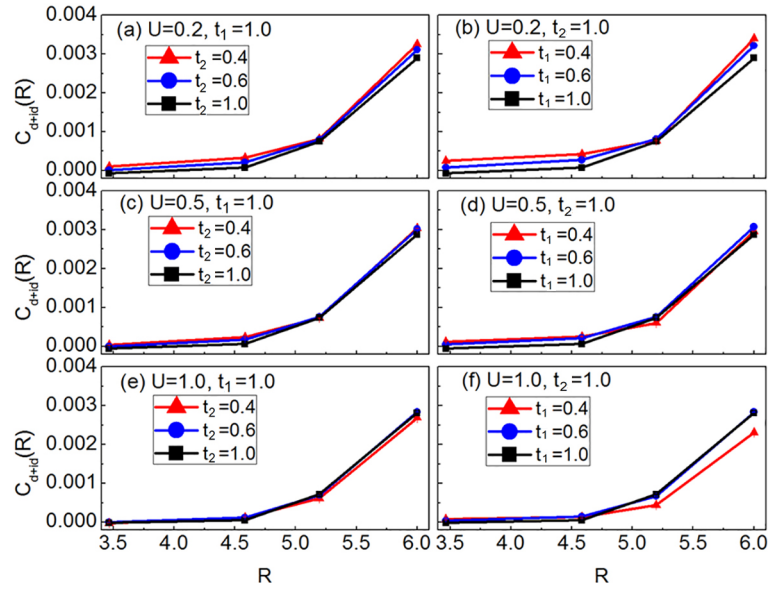 (a) U=0.2, t₁=1.0
t₂ =0.4
t₂ =0.6
t₂ =1.0
(b) U=0.2, t₂=1.0
t₁ =0.4
t₁ =0.6
t₁ =1.0
0.004
0.003
0.002
0.001
0.000
C_{d+id}(R)
(c) U=0.5, t₁=1.0
t₂ =0.4
t₂ =0.6
t₂ =1.0
(d) U=0.5, t₂=1.0
t₁ =0.4
t₁ =0.6
t₁ =1.0
0.004
0.003
0.002
0.001
0.000
C_{d+id}(R)
(e) U=1.0, t₁=1.0
t₂ =0.4
t₂ =0.6
t₂ =1.0
(f) U=1.0, t₂=1.0
t₁ =0.4
t₁ =0.6
t₁ =1.0
0.004
0.003
0.002
0.001
0.000
C_{d+id}(R)
3.5 4.0 4.5 5.0 5.5 6.0
3.5 4.0 4.5 5.0 5.5 6.0
R
R